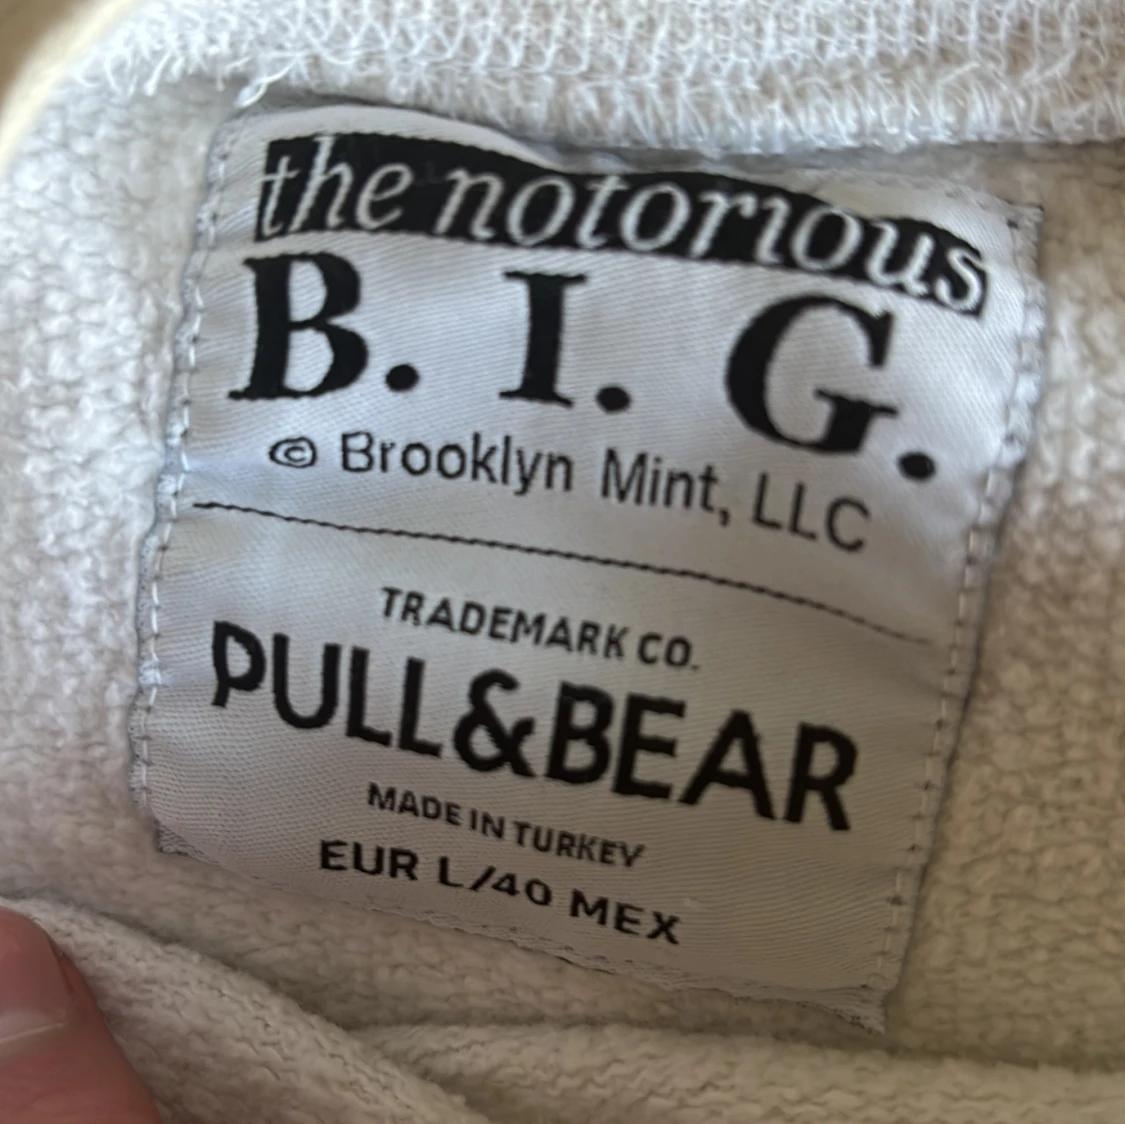 the notorious
B. I. G.
© Brooklyn Mint, LLC
TRADEMARK CO.
PULL&BEAR
MADE IN TURKEY
EUR L/40 MEX